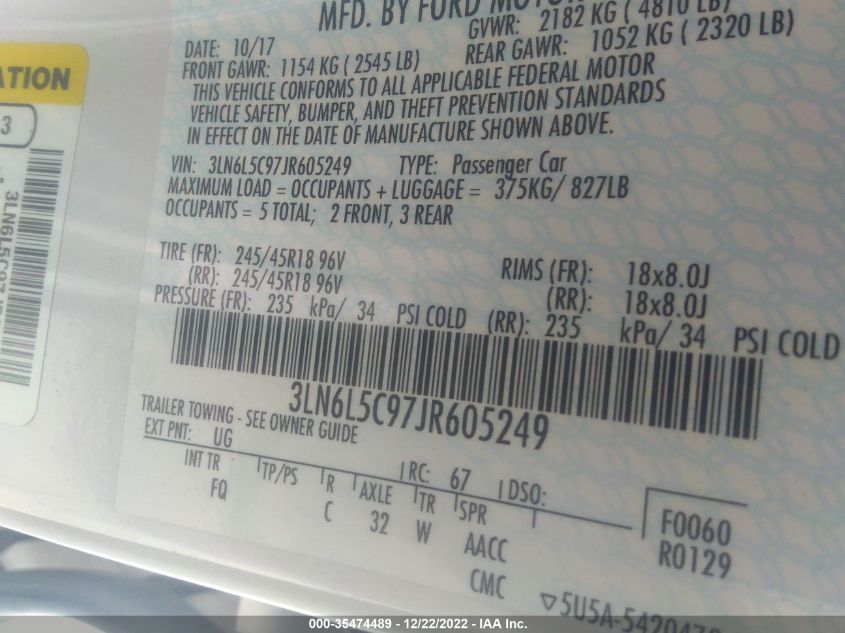 MFD. BY FORD MOTOR
DATE: 10/17 GVWR: 2182 KG ( 4810 LB)
FRONT GAWR: 1154 KG ( 2545 LB) REAR GAWR: 1052 KG ( 2320 LB)
THIS VEHICLE CONFORMS TO ALL APPLICABLE FEDERAL MOTOR
VEHICLE SAFETY, BUMPER, AND THEFT PREVENTION STANDARDS
IN EFFECT ON THE DATE OF MANUFACTURE SHOWN ABOVE.
VIN: 3LN6L5C97JR605249 TYPE: Passenger Car
MAXIMUM LOAD = OCCUPANTS + LUGGAGE = 375KG/ 827LB
OCCUPANTS = 5 TOTAL; 2 FRONT, 3 REAR
TIRE (FR): 245/45R18 96V RIMS (FR): 18x8.0J
(RR): 245/45R18 96V (RR): 18x8.0J
PRESSURE (FR): 235 kPa/ 34 PSI COLD (RR): 235 kPa/ 34 PSI COLD
3LN6L5C97JR605249
TRAILER TOWING - SEE OWNER GUIDE
EXT PNT: UG RC: 67 DSO:
INT TR TP/PS R AXLE TR SPR
FQ C 32 W AACC
CMC
F0060
R0129
3
000-35474489 - 12/22/2022 - IAA Inc.